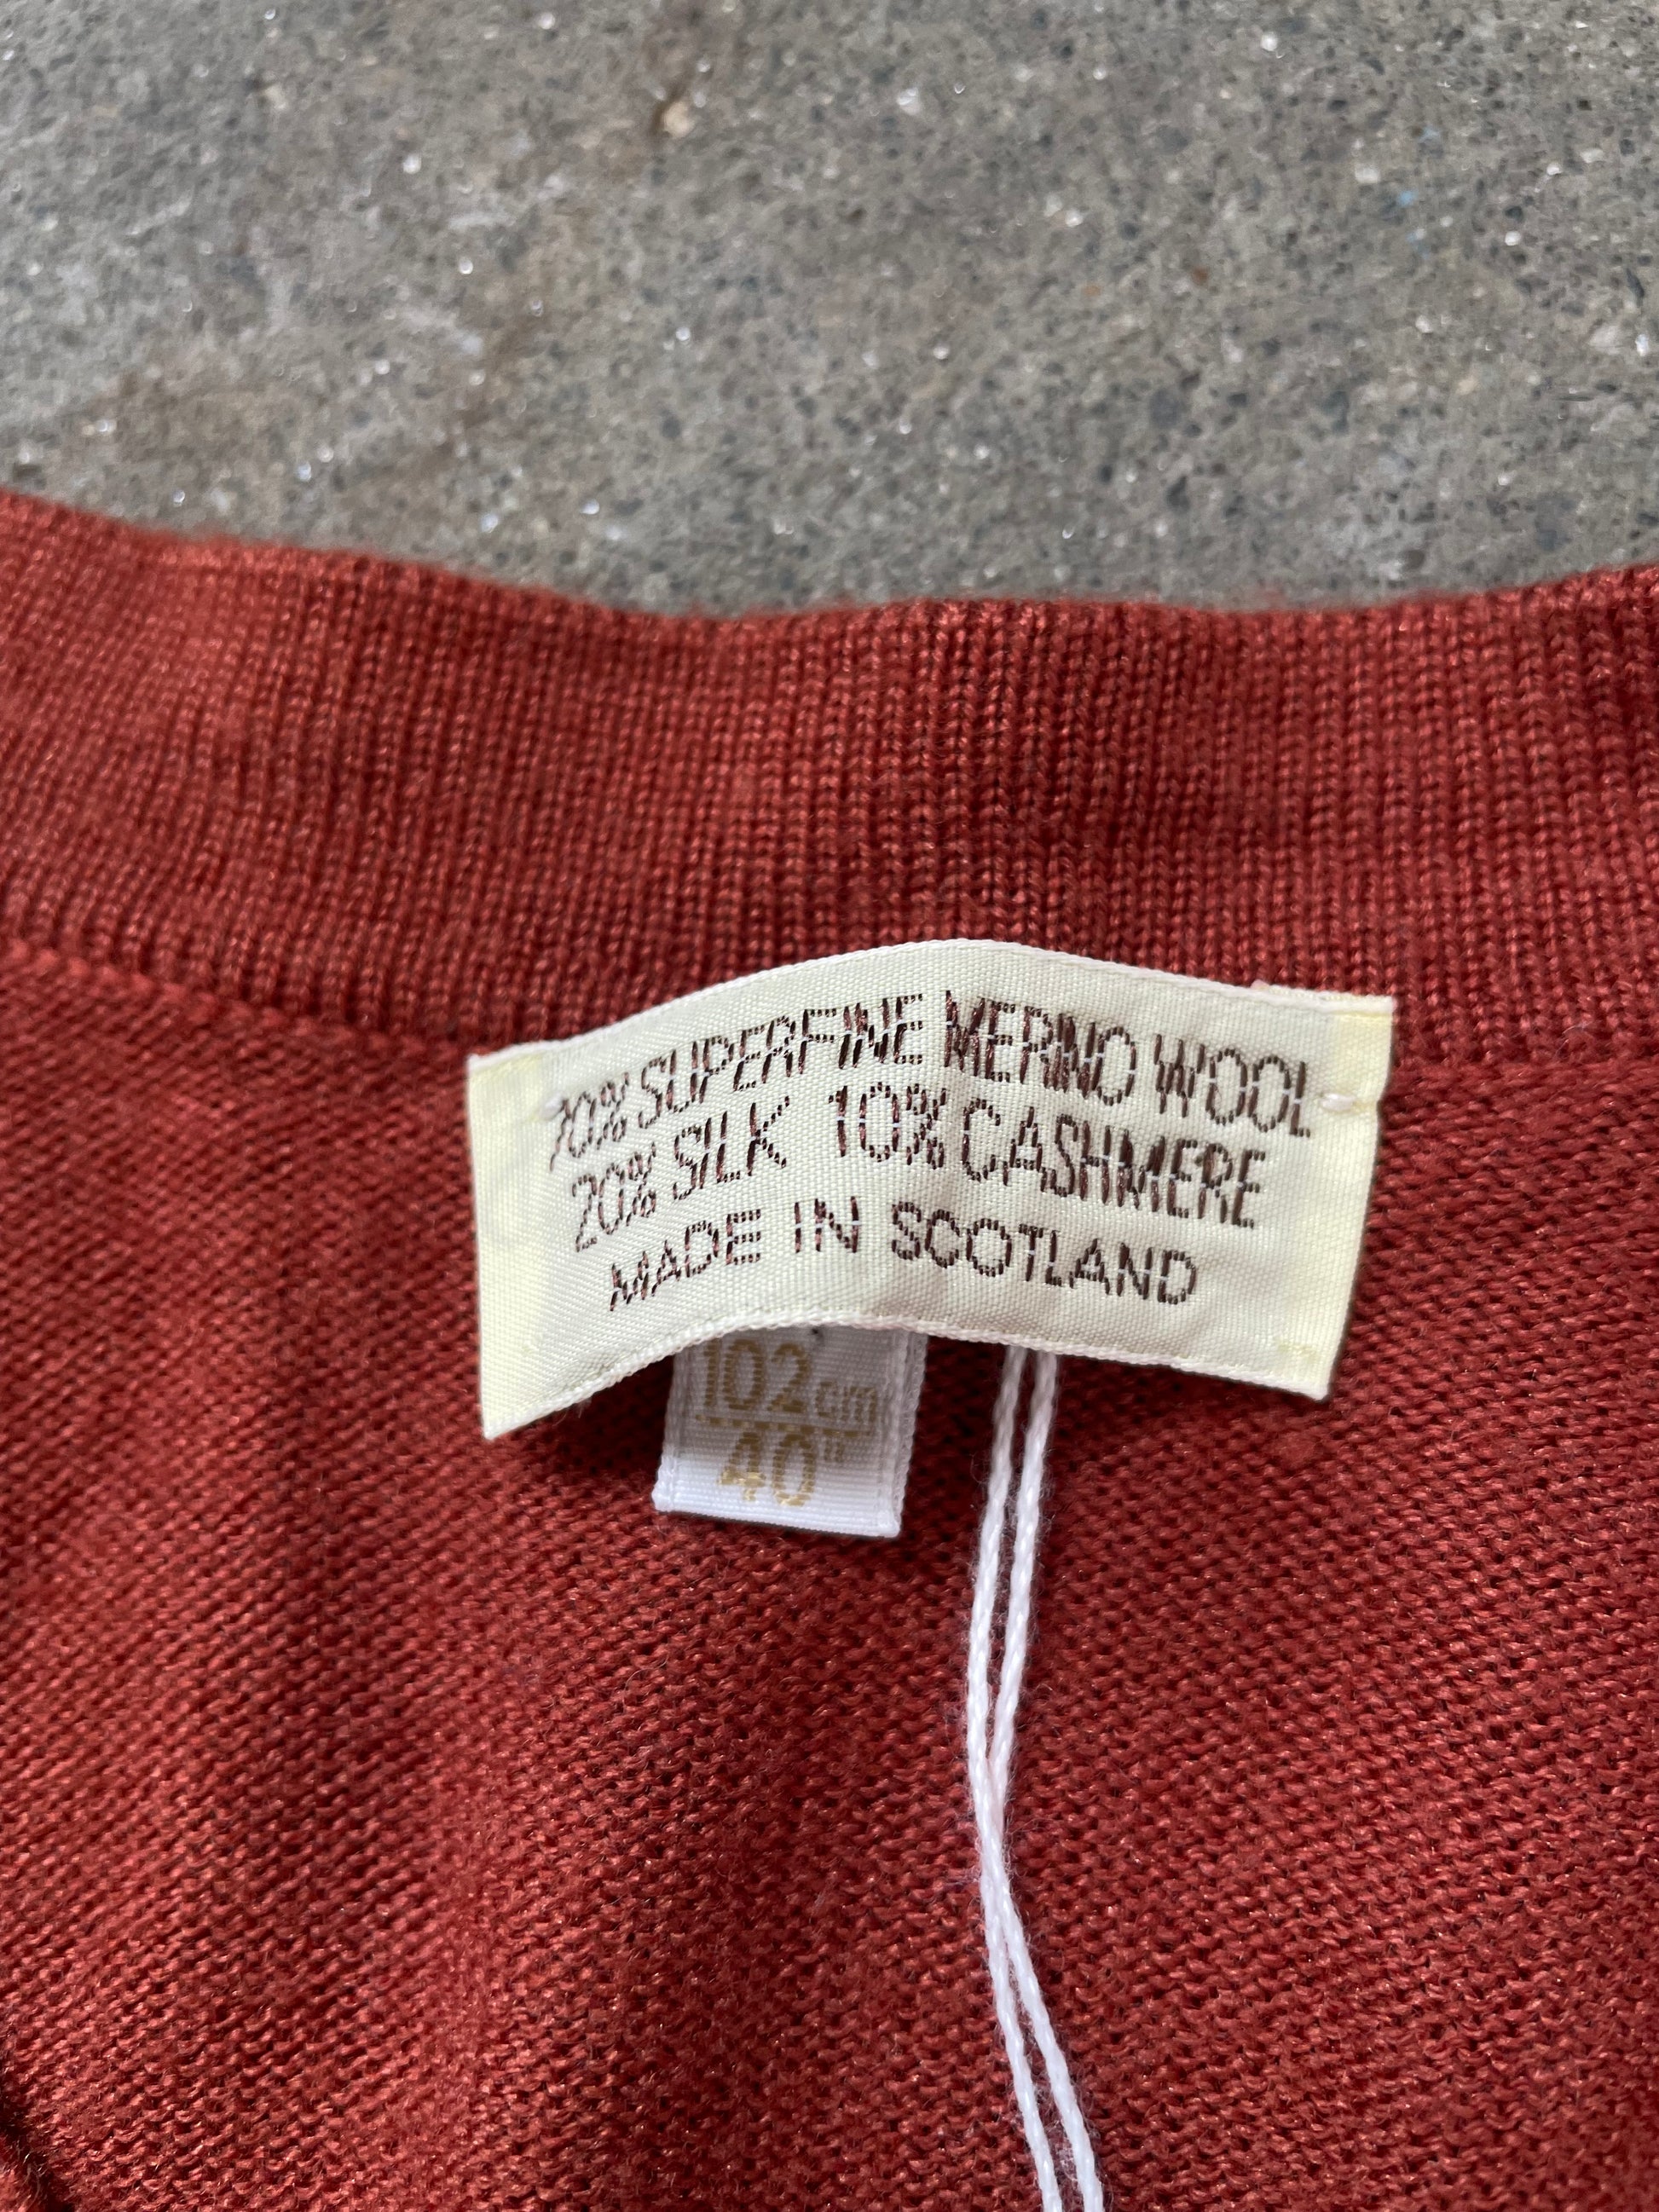 70% SUPERFINE MERINO WOOL
20% SILK 10% CASHMERE
MADE IN SCOTLAND
102cm
40"